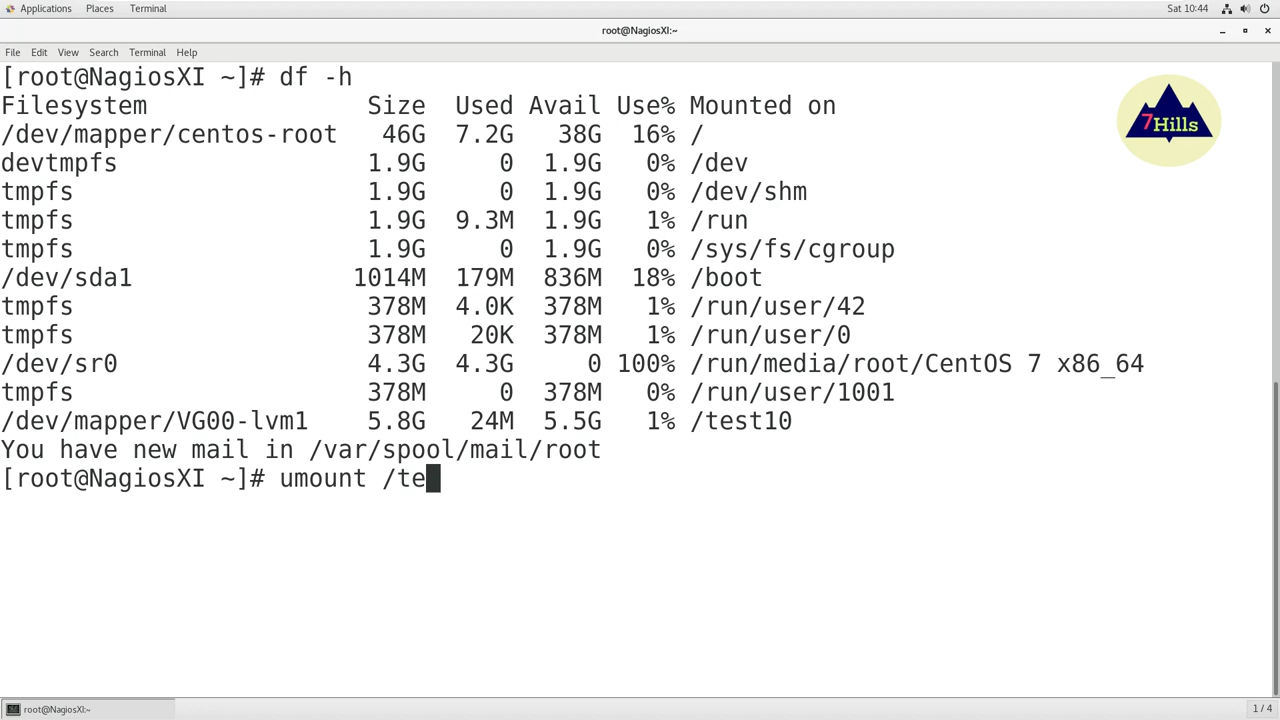 Applications Places Terminal Sat 10:44
root@NagiosXI:~
File Edit View Search Terminal Help
[root@NagiosXI ~]# df -h
Filesystem Size Used Avail Use% Mounted on
/dev/mapper/centos-root 46G 7.2G 38G 16% /
devtmpfs 1.9G 0 1.9G 0% /dev
tmpfs 1.9G 0 1.9G 0% /dev/shm
tmpfs 1.9G 9.3M 1.9G 1% /run
tmpfs 1.9G 0 1.9G 0% /sys/fs/cgroup
/dev/sda1 1014M 179M 836M 18% /boot
tmpfs 378M 4.0K 378M 1% /run/user/42
tmpfs 378M 20K 378M 1% /run/user/0
/dev/sr0 4.3G 4.3G 0 100% /run/media/root/CentOS 7 x86_64
tmpfs 378M 0 378M 0% /run/user/1001
/dev/mapper/VG00-lvm1 5.8G 24M 5.5G 1% /test10
You have new mail in /var/spool/mail/root
[root@NagiosXI ~]# umount /te
7Hills
root@NagiosXI:~ 1 / 4